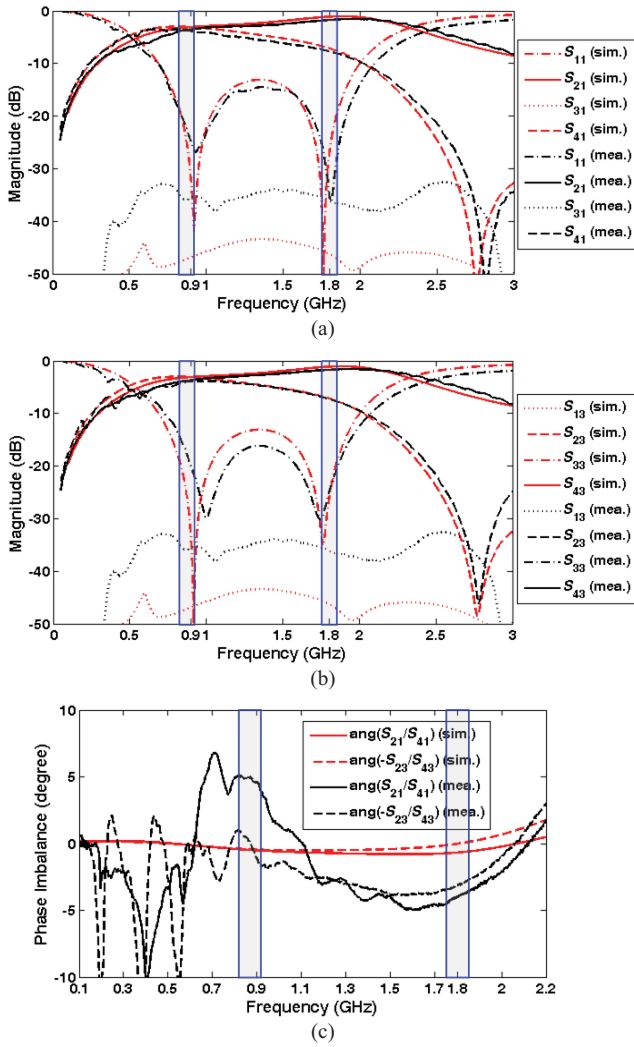 0
-10
-20
-30
-40
-50
Magnitude (dB)
0
0.5
0.9
1
1.5
1.8
2
2.5
3
Frequency (GHz)
S11 (sim.)
S21 (sim.)
S31 (sim.)
S41 (sim.)
S11 (mea.)
S21 (mea.)
S31 (mea.)
S41 (mea.)
(a)
0
-10
-20
-30
-40
-50
Magnitude (dB)
0
0.5
0.9
1
1.5
1.8
2
2.5
3
Frequency (GHz)
S13 (sim.)
S23 (sim.)
S33 (sim.)
S43 (sim.)
S13 (mea.)
S23 (mea.)
S33 (mea.)
S43 (mea.)
(b)
10
5
0
-5
-10
Phase Imbalance (degree)
ang(S21/S41) (sim.)
ang(-S23/S43) (sim.)
ang(S21/S41) (mea.)
ang(-S23/S43) (mea.)
0.1
0.3
0.5
0.7
0.9
1.1
1.3
1.5
1.7
1.8
2
2.2
Frequency (GHz)
(c)